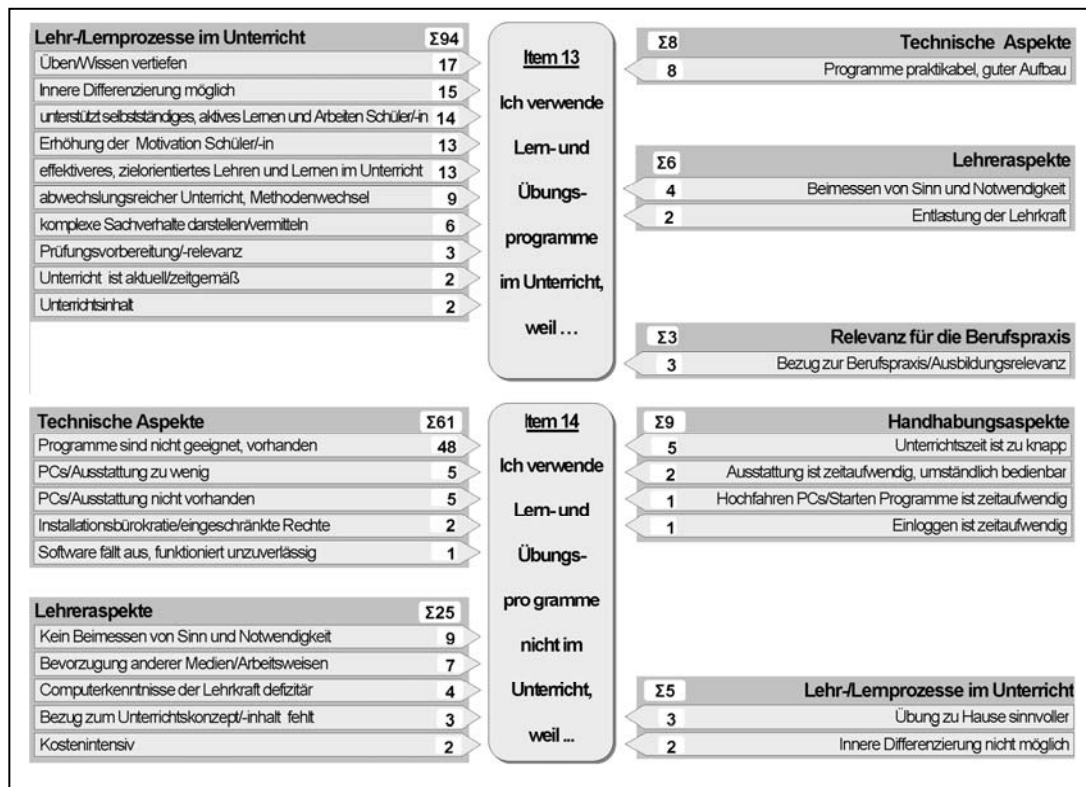 Lehr-/Lernprozesse im Unterricht Σ94
Üben/Wissen vertiefen 17
Innere Differenzierung möglich 15
unterstützt selbstständiges, aktives Lernen und Arbeiten Schüler/-in 14
Erhöhung der Motivation Schüler/-in 13
effektiveres, zielorientiertes Lehren und Lernen im Unterricht 13
abwechslungsreicher Unterricht, Methodenwechsel 9
komplexe Sachverhalte darstellen/vermitteln 6
Prüfungsvorbereitung/-relevanz 3
Unterricht ist aktuell/zeitgemäß 2
Unterrichtsinhalt 2
Item 13
Ich verwende
Lern- und
Übungs-
programme
im Unterricht,
weil …
Σ8 Technische Aspekte
8 Programme praktikabel, guter Aufbau
Σ6 Lehreraspekte
4 Beimessen von Sinn und Notwendigkeit
2 Entlastung der Lehrkraft
Σ3 Relevanz für die Berufspraxis
3 Bezug zur Berufspraxis/Ausbildungsrelevanz
Technische Aspekte Σ61
Programme sind nicht geeignet, vorhanden 48
PCs/Ausstattung zu wenig 5
PCs/Ausstattung nicht vorhanden 5
Installationsbürokratie/eingeschränkte Rechte 2
Software fällt aus, funktioniert unzuverlässig 1
Lehreraspekte Σ25
Kein Beimessen von Sinn und Notwendigkeit 9
Bevorzugung anderer Medien/Arbeitsweisen 7
Computerkenntnisse der Lehrkraft defizitär 4
Bezug zum Unterrichtskonzept/-inhalt fehlt 3
Kostenintensiv 2
Item 14
Ich verwende
Lern- und
Übungs-
pro gramme
nicht im
Unterricht,
weil ...
Σ9 Handhabungsaspekte
5 Unterrichtszeit ist zu knapp
2 Ausstattung ist zeitaufwendig, umständlich bedienbar
1 Hochfahren PCs/Starten Programme ist zeitaufwendig
1 Einloggen ist zeitaufwendig
Σ5 Lehr-/Lernprozesse im Unterricht
3 Übung zu Hause sinnvoller
2 Innere Differenzierung nicht möglich